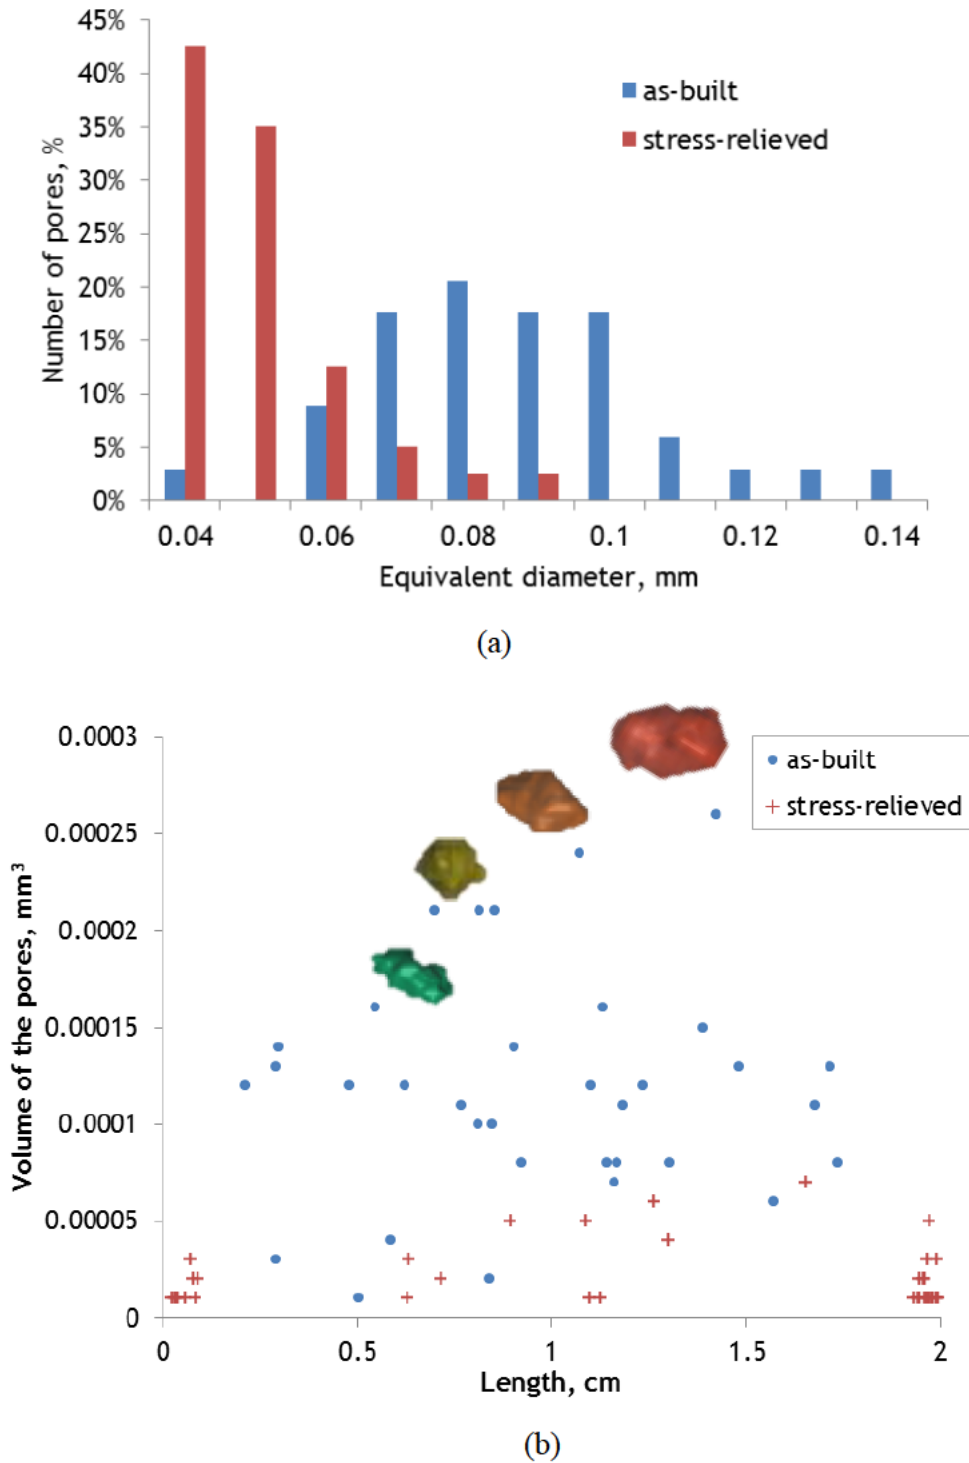 45%
40%
35%
30%
25%
20%
15%
10%
5%
0%
Number of pores, %
as-built
stress-relieved
0.04 0.06 0.08 0.1 0.12 0.14
Equivalent diameter, mm
(a)
0.0003
0.00025
0.0002
0.00015
0.0001
0.00005
0
Volume of the pores, mm³
as-built
stress-relieved
0 0.5 1 1.5 2
Length, cm
(b)